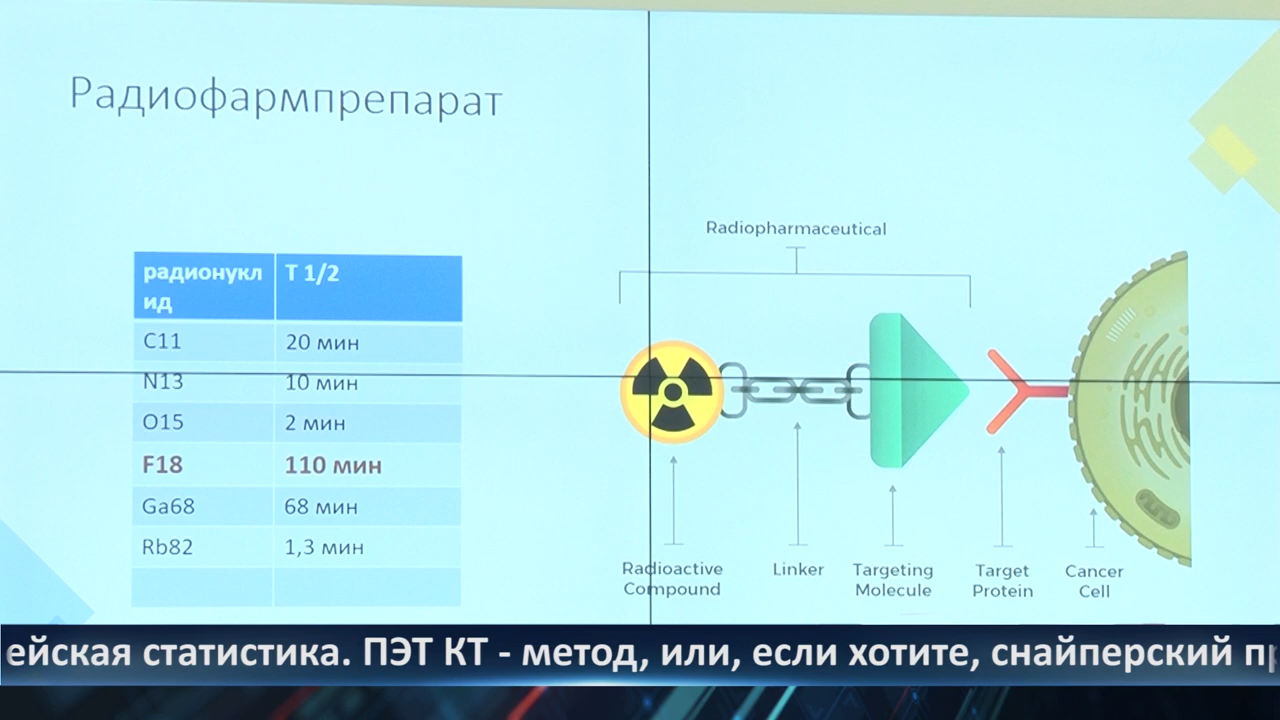 Радиофармпрепарат
радионукл
ид
Т 1/2
C11
20 мин
N13
10 мин
O15
2 мин
F18
110 мин
Ga68
68 мин
Rb82
1,3 мин
Radiopharmaceutical
Radioactive
Compound
Linker
Targeting
Molecule
Target
Protein
Cancer
Cell
ейская статистика. ПЭТ КТ - метод, или, если хотите, снайперский пр